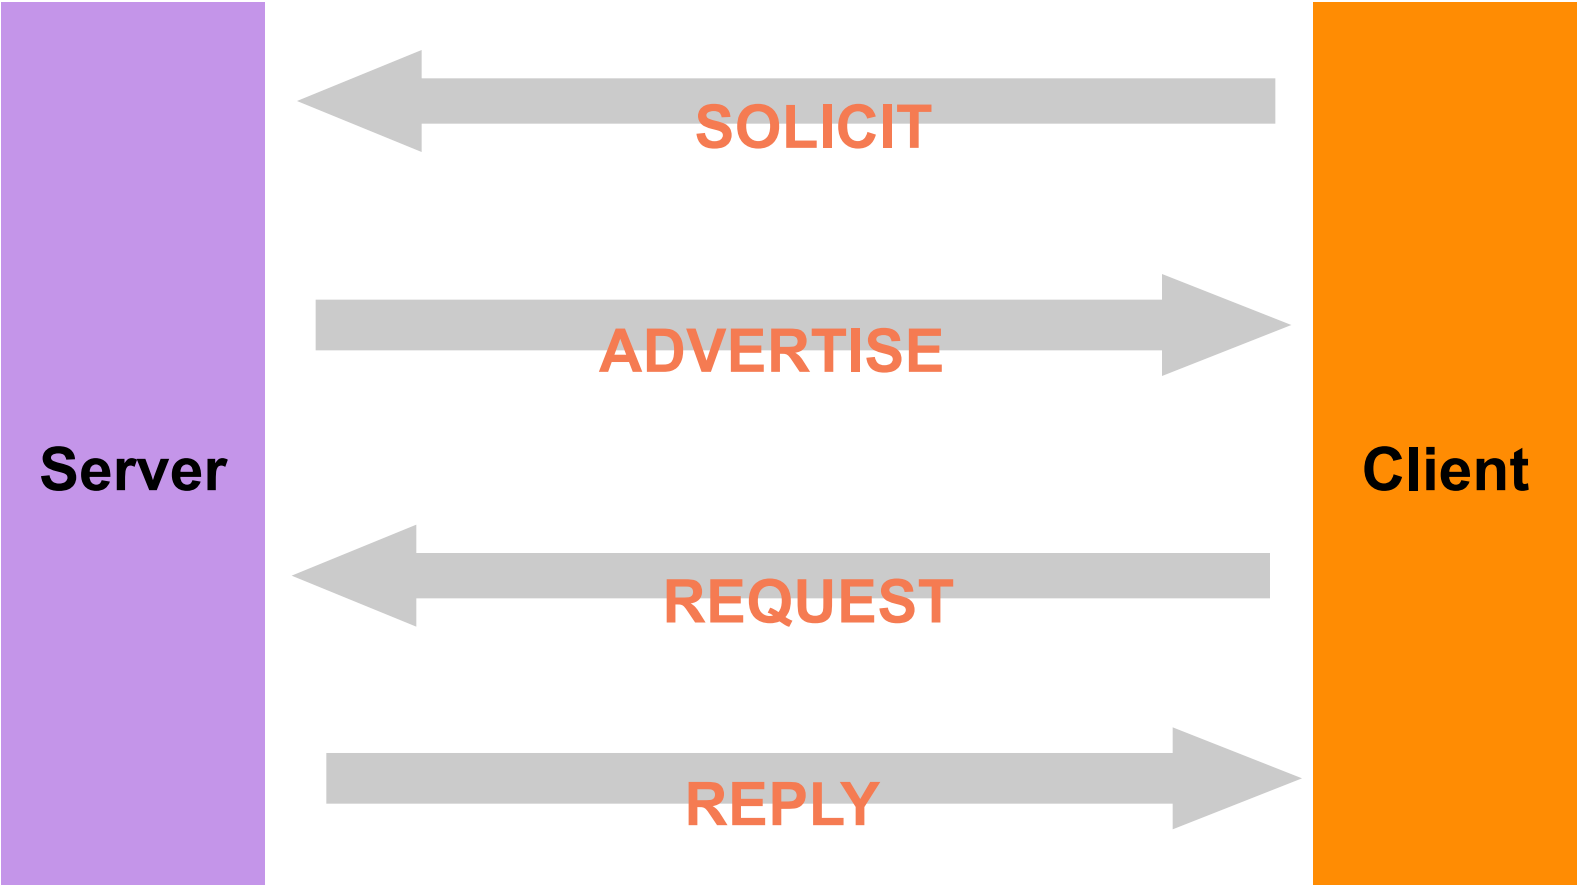 SOLICIT
ADVERTISE
Server
Client
REQUEST
REPLY